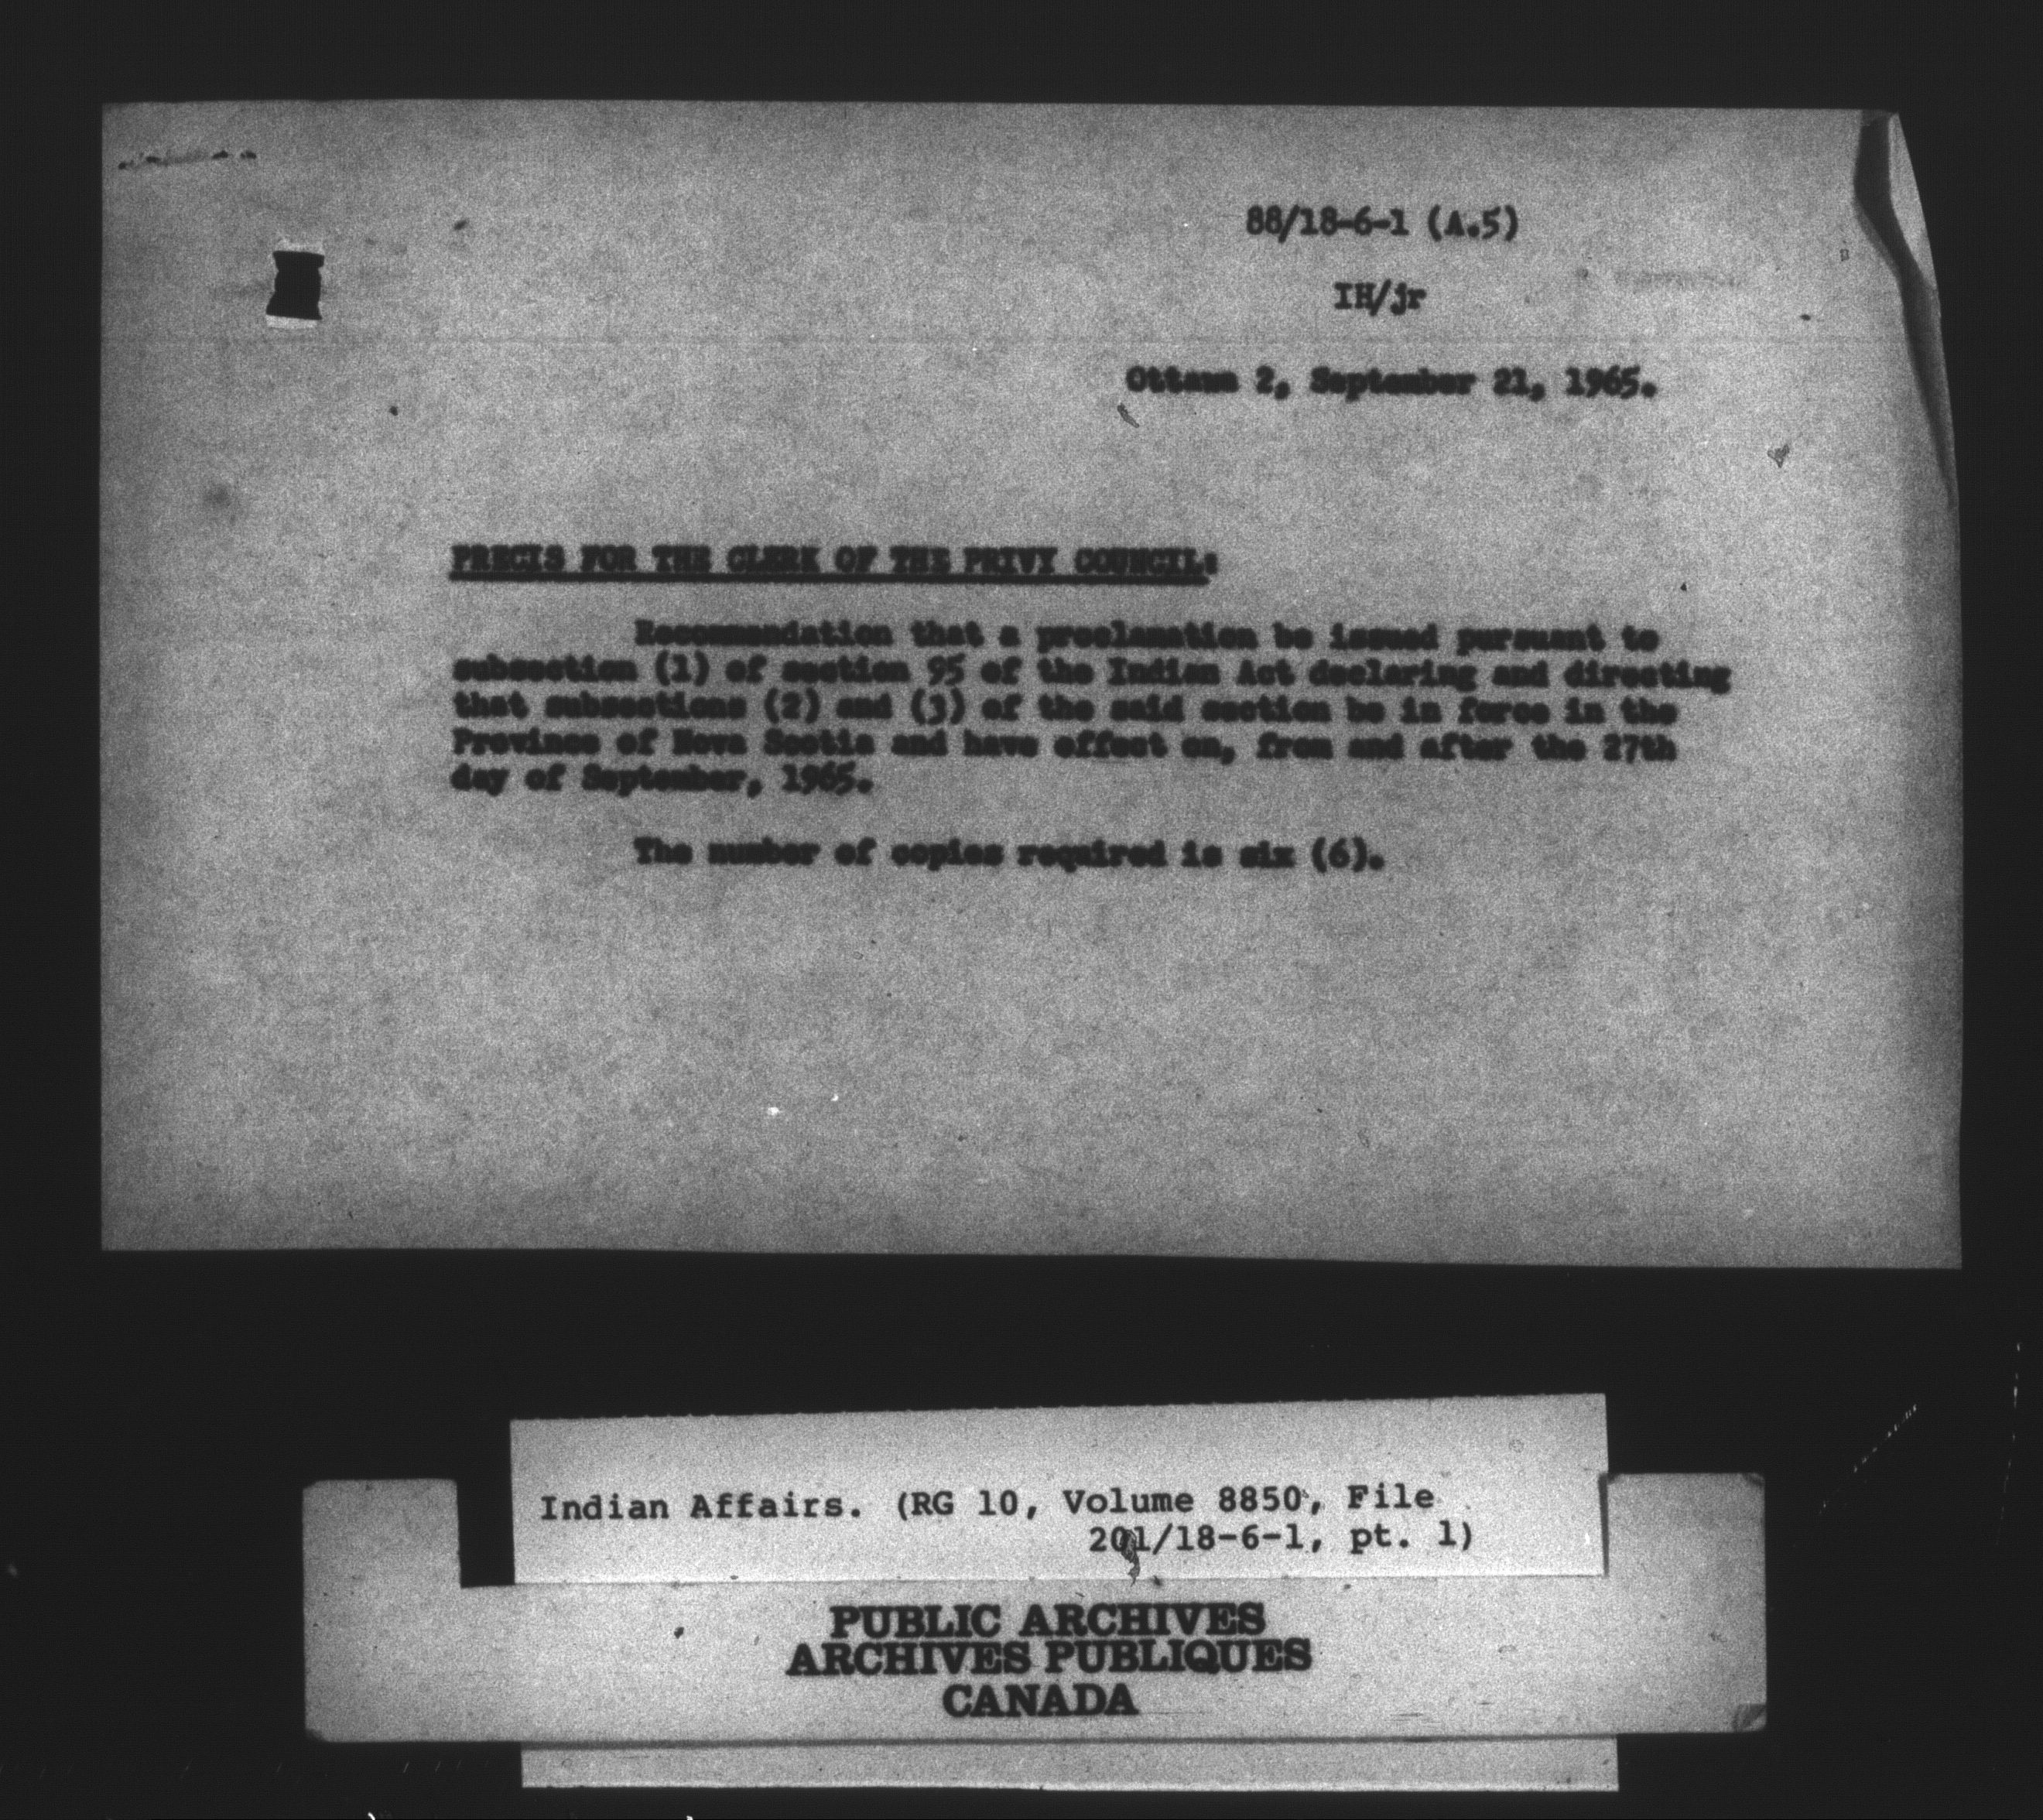 88/18-6-1 (A.5)
IH/jr
Ottawa 2, September 21, 1965.
PRECIS FOR THE CLERK OF THE PRIVY COUNCIL:
Recommendation that a proclamation be issued pursuant to
subsection (1) of section 95 of the Indian Act declaring and directing
that subsections (2) and (3) of the said section be in force in the
Province of Nova Scotia and have effect on, from and after the 27th
day of September, 1965.
The number of copies required is six (6).
Indian Affairs. (RG 10, Volume 8850, File
201/18-6-1, pt. 1)
PUBLIC ARCHIVES
ARCHIVES PUBLIQUES
CANADA